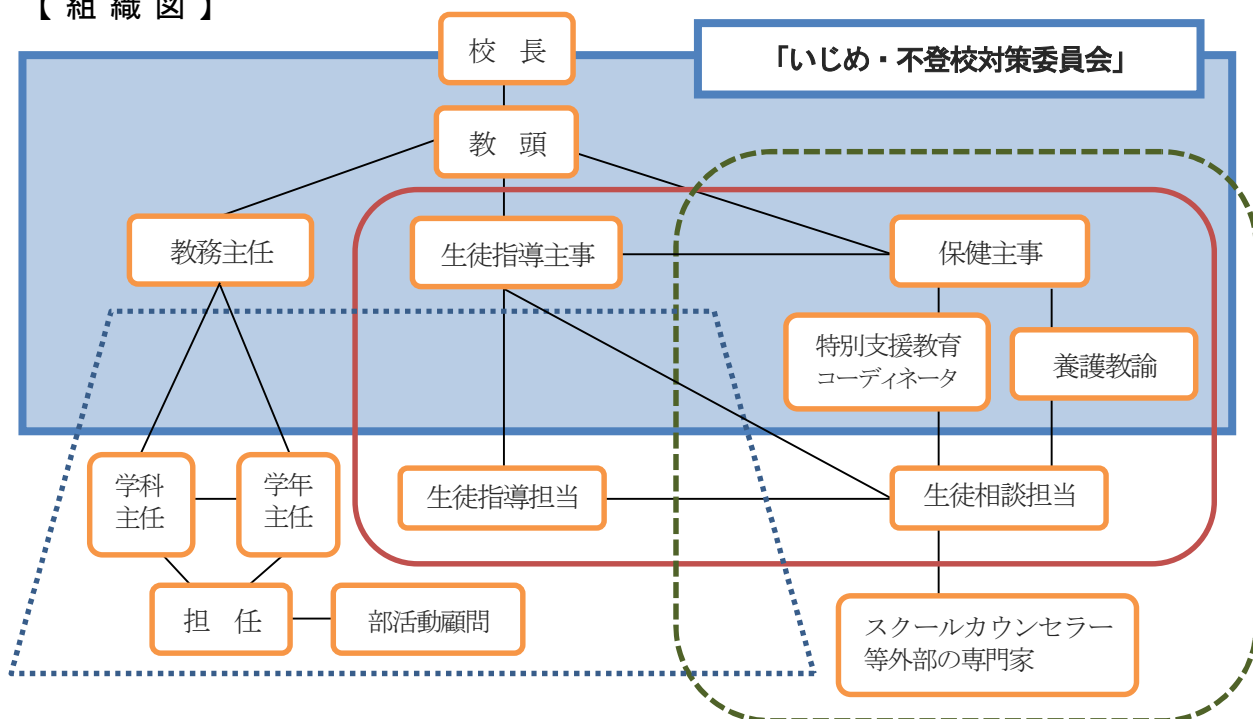 【 組 織 図 】
校　長
「いじめ・不登校対策委員会」
教　頭
教務主任
生徒指導主事
保健主事
特別支援教育
コーディネータ
養護教諭
学科
主任
学年
主任
生徒指導担当
生徒相談担当
担　任
部活動顧問
スクールカウンセラー
等外部の専門家